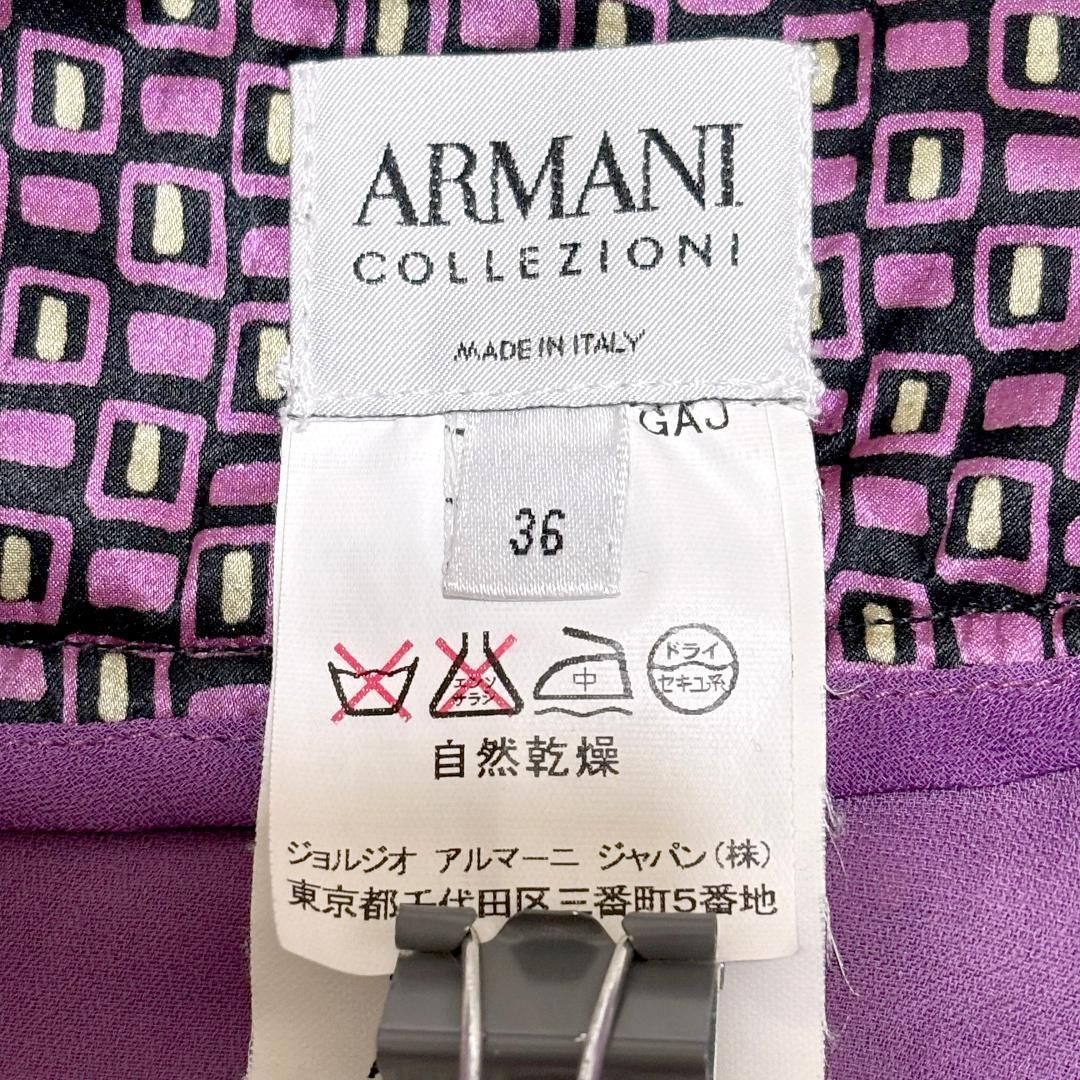 ARMANI
COLLEZIONI
MADE IN ITALY
GAJ
36
エンソ
サラシ
中
ドライ
セキユ系
自然乾燥
ジョルジオ アルマーニ ジャパン(株)
東京都千代田区三番町5番地